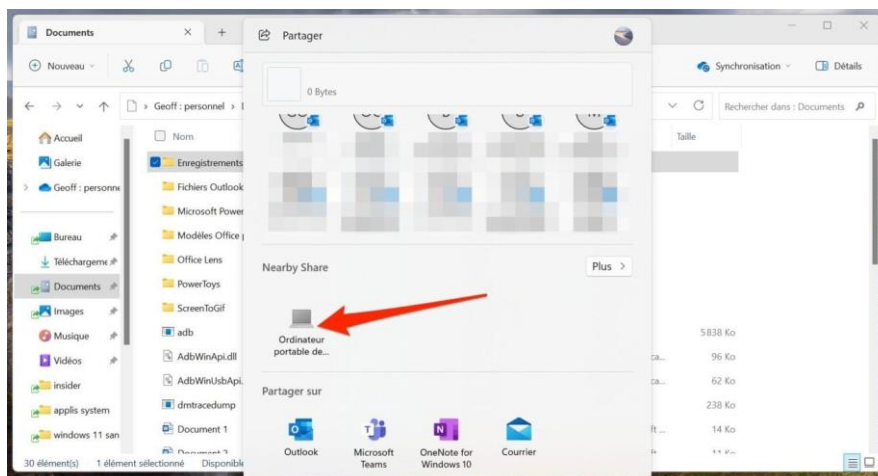 Documents
Partager
Nouveau
0 Bytes
Synchronisation
Détails
Geoff : personnel
Rechercher dans : Documents
Accueil
Nom
Taille
Galerie
Enregistrements
Geoff : personne
Fichiers Outlook
Microsoft Power
Bureau
Modèles Office
Téléchargeme
Office Lens
Nearby Share
Plus
Documents
PowerToys
Images
ScreenToGif
Musique
adb
Ordinateur
portable de...
5838 Ko
Vidéos
AdbWinApi.dll
96 Ko
insider
AdbWinUsbApi.
62 Ko
Partager sur
applis system
dmtracedump
238 Ko
windows 11 san
Document 1
14 Ko
Outlook
Microsoft
Teams
OneNote for
Windows 10
Courrier
30 élément(s)
1 élément sélectionné
Disponible